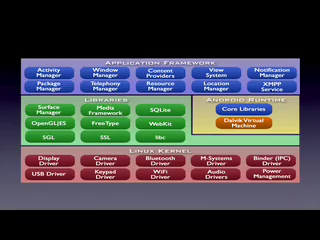 APPLICATION FRAMEWORK
Activity Manager
Window Manager
Content Providers
View System
Notification Manager
Package Manager
Telephony Manager
Resource Manager
Location Manager
XMPP Service
LIBRARIES
Surface Manager
Media Framework
SQLite
OpenGL|ES
FreeType
WebKit
SGL
SSL
libc
ANDROID RUNTIME
Core Libraries
Dalvik Virtual Machine
LINUX KERNEL
Display Driver
Camera Driver
Bluetooth Driver
M-Systems Driver
Binder (IPC) Driver
USB Driver
Keypad Driver
WiFi Driver
Audio Drivers
Power Management